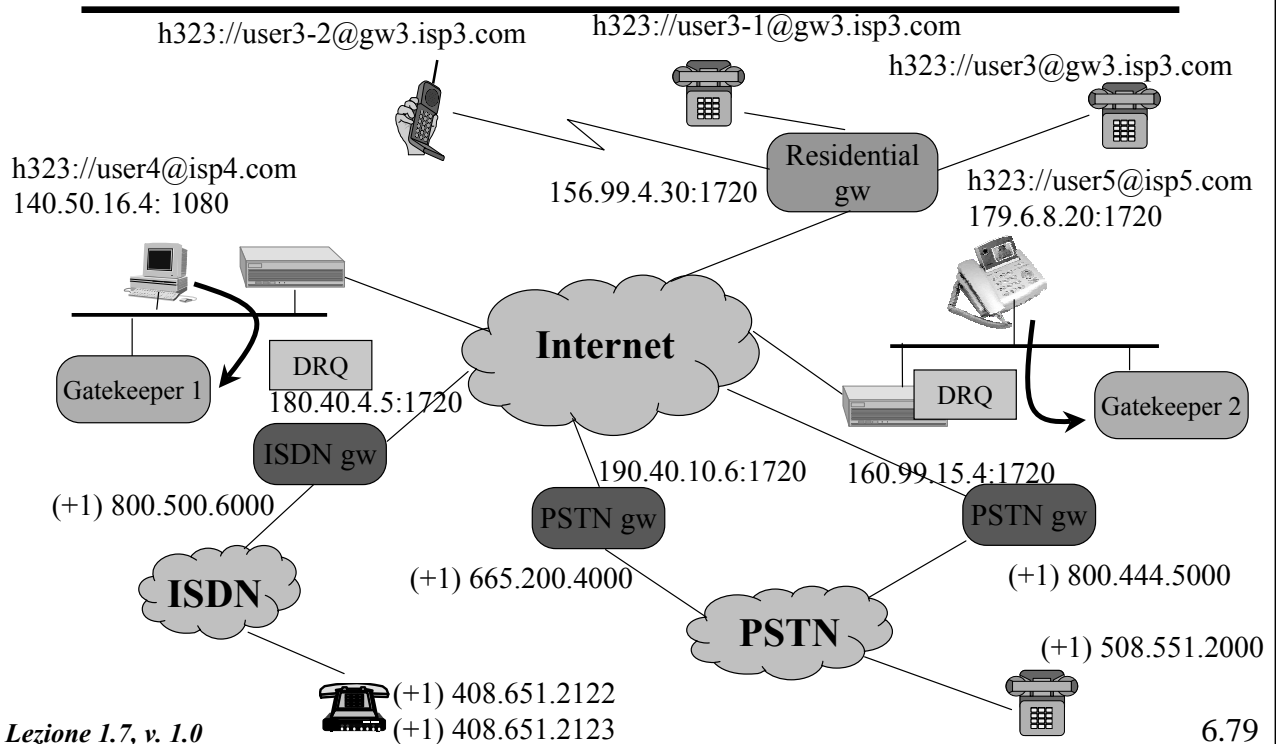 h323://user3-2@gw3.isp3.com
h323://user3-1@gw3.isp3.com
h323://user3@gw3.isp3.com
h323://user4@isp4.com
140.50.16.4: 1080
156.99.4.30:1720
Residential
gw
h323://user5@isp5.com
179.6.8.20:1720
Internet
Gatekeeper 1
DRQ
180.40.4.5:1720
DRQ
Gatekeeper 2
ISDN gw
(+1) 800.500.6000
190.40.10.6:1720
160.99.15.4:1720
PSTN gw
PSTN gw
(+1) 665.200.4000
(+1) 800.444.5000
ISDN
PSTN
(+1) 508.551.2000
(+1) 408.651.2122
(+1) 408.651.2123
Lezione 1.7, v. 1.0
6.79